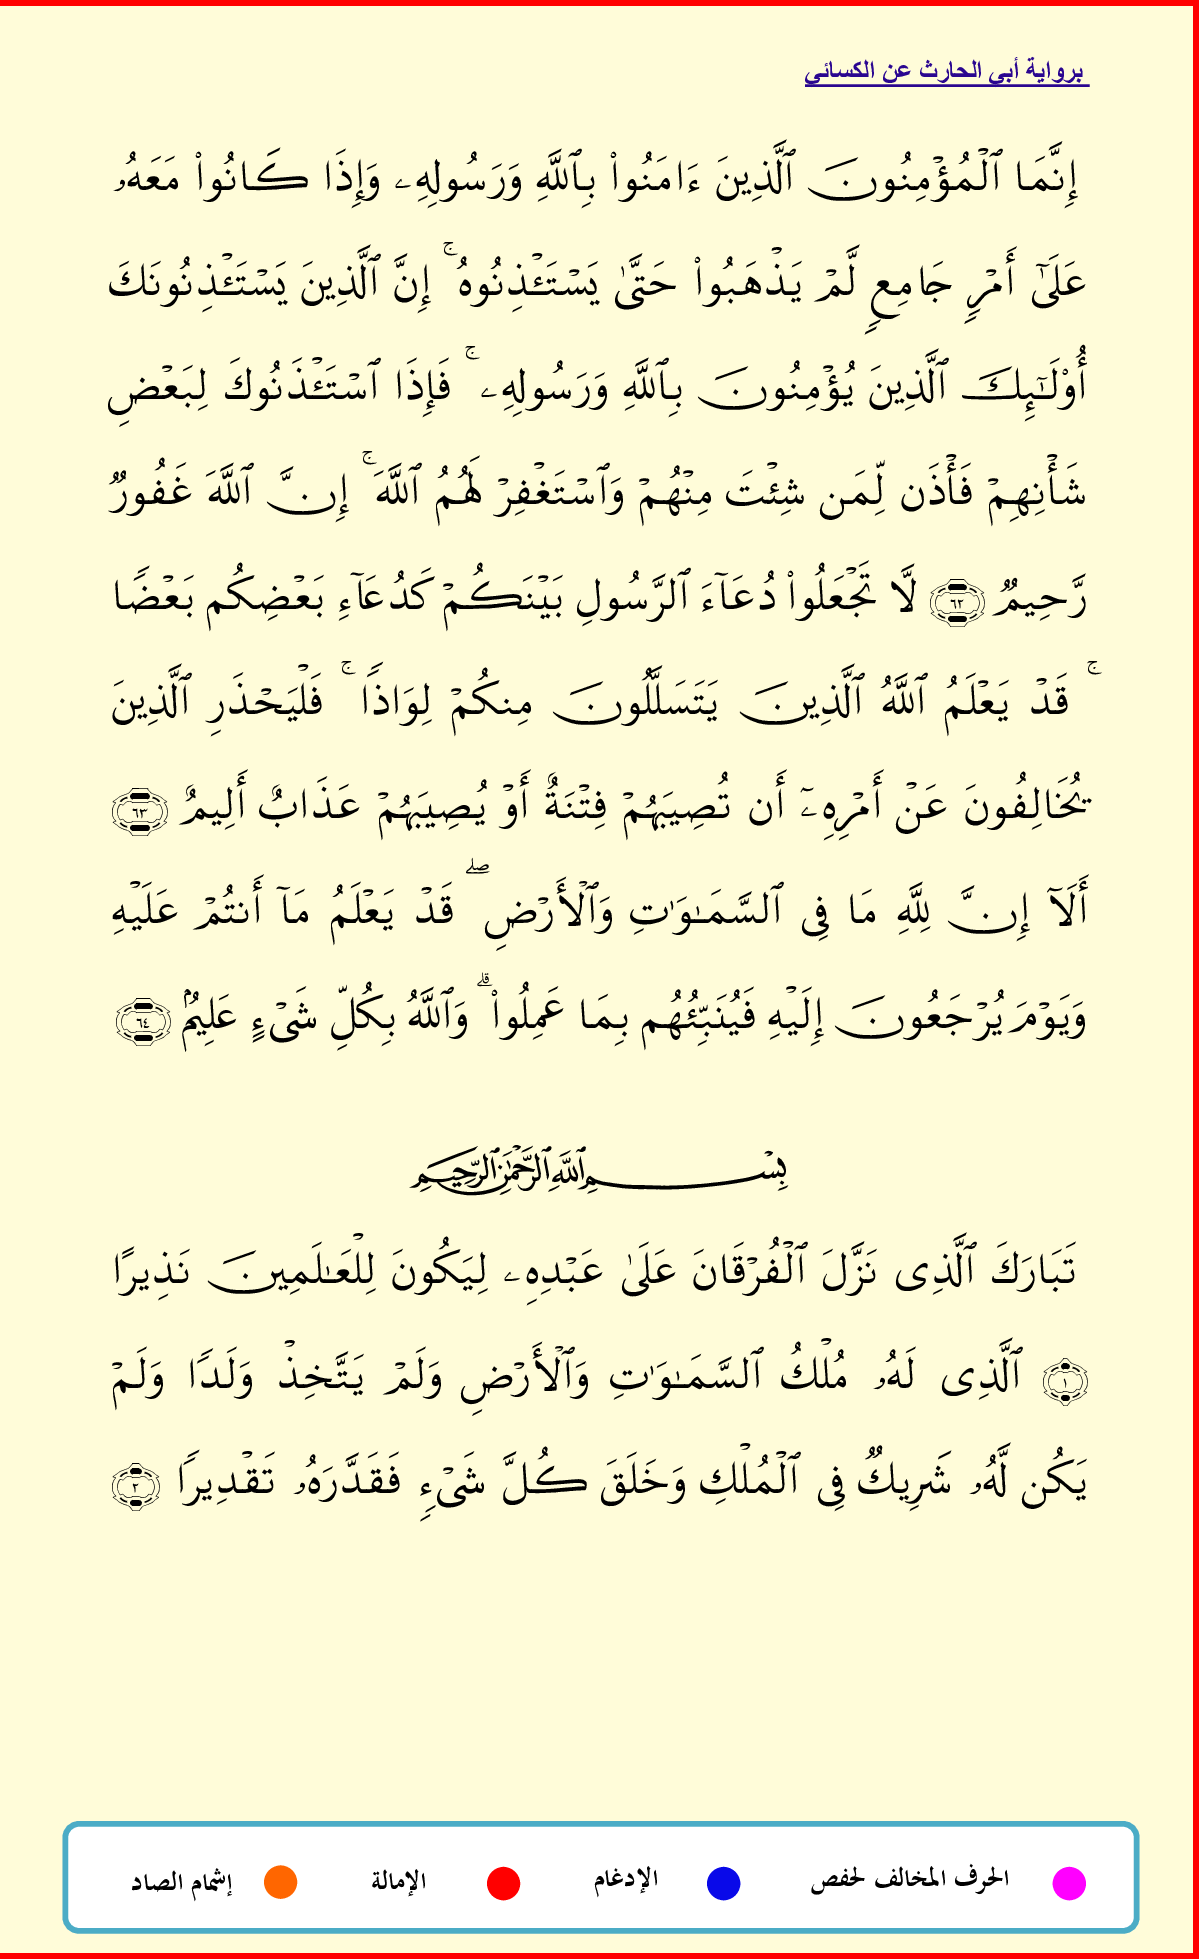 برواية أبي الحارث عن الكسائي
إِنَّمَا ٱلْمُؤْمِنُونَ ٱلَّذِينَ ءَامَنُوا۟ بِٱللَّهِ وَرَسُولِهِۦ وَإِذَا كَانُوا۟ مَعَهُۥ
عَلَىٰٓ أَمْرٍ جَامِعٍ لَّمْ يَذْهَبُوا۟ حَتَّىٰ يَسْتَـْٔذِنُوهُ ۚ إِنَّ ٱلَّذِينَ يَسْتَـْٔذِنُونَكَ
أُو۟لَـٰٓئِكَ ٱلَّذِينَ يُؤْمِنُونَ بِٱللَّهِ وَرَسُولِهِۦ ۚ فَإِذَا ٱسْتَـْٔذَنُوكَ لِبَعْضِ
شَأْنِهِمْ فَأْذَن لِّمَن شِئْتَ مِنْهُمْ وَٱسْتَغْفِرْ لَهُمُ ٱللَّهَ ۚ إِنَّ ٱللَّهَ غَفُورٌ
رَّحِيمٌ ٦٢ لَّا تَجْعَلُوا۟ دُعَآءَ ٱلرَّسُولِ بَيْنَكُمْ كَدُعَآءِ بَعْضِكُم بَعْضًا
ۚ قَدْ يَعْلَمُ ٱللَّهُ ٱلَّذِينَ يَتَسَلَّلُونَ مِنكُمْ لِوَاذًا ۚ فَلْيَحْذَرِ ٱلَّذِينَ
يُخَالِفُونَ عَنْ أَمْرِهِۦٓ أَن تُصِيبَهُمْ فِتْنَةٌ أَوْ يُصِيبَهُمْ عَذَابٌ أَلِيمٌ ٦٣
أَلَآ إِنَّ لِلَّهِ مَا فِى ٱلسَّمَـٰوَٰتِ وَٱلْأَرْضِ ۖ قَدْ يَعْلَمُ مَآ أَنتُمْ عَلَيْهِ
وَيَوْمَ يُرْجَعُونَ إِلَيْهِ فَيُنَبِّئُهُم بِمَا عَمِلُوا۟ ۗ وَٱللَّهُ بِكُلِّ شَىْءٍ عَلِيمٌۢ ٦٤
بِسْمِ ٱللَّهِ ٱلرَّحْمَـٰنِ ٱلرَّحِيمِ
تَبَارَكَ ٱلَّذِى نَزَّلَ ٱلْفُرْقَانَ عَلَىٰ عَبْدِهِۦ لِيَكُونَ لِلْعَـٰلَمِينَ نَذِيرًا
١ ٱلَّذِى لَهُۥ مُلْكُ ٱلسَّمَـٰوَٰتِ وَٱلْأَرْضِ وَلَمْ يَتَّخِذْ وَلَدًا وَلَمْ
يَكُن لَّهُۥ شَرِيكٌ فِى ٱلْمُلْكِ وَخَلَقَ كُلَّ شَىْءٍ فَقَدَّرَهُۥ تَقْدِيرًا ٢
الحرف المخالف لحفص الإدغام الإمالة إشمام الصاد